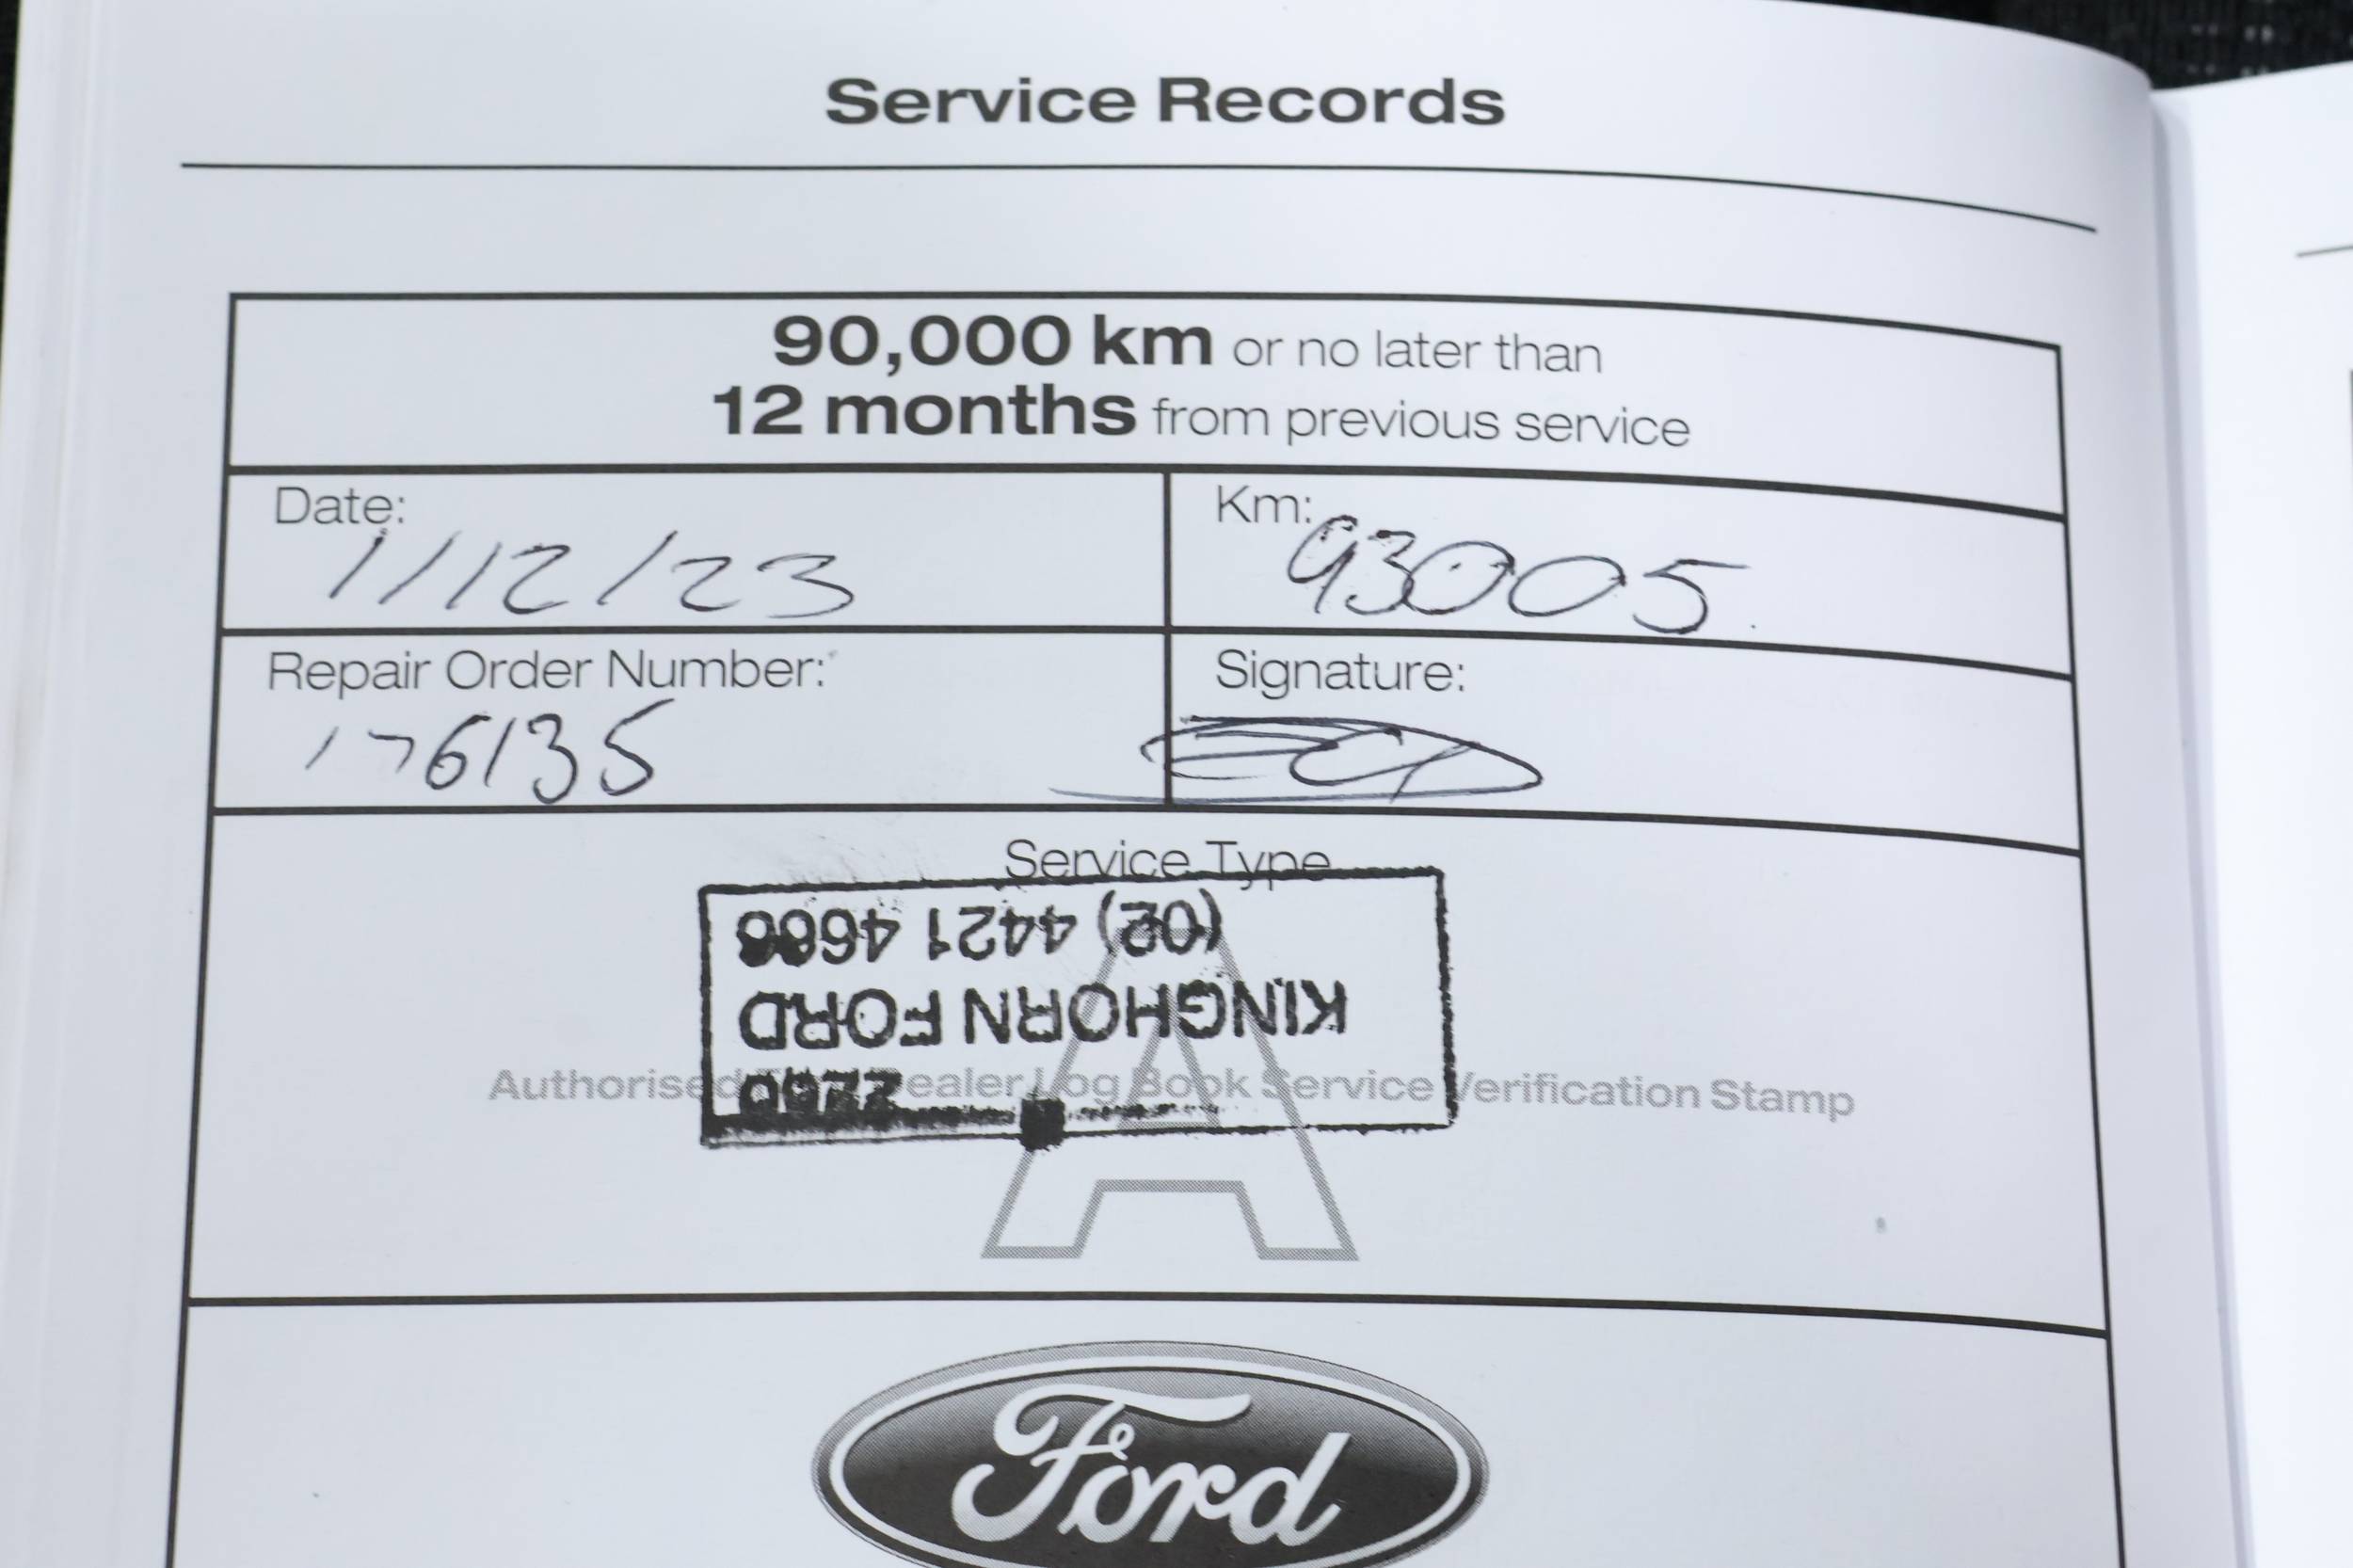 Service Records
90,000 km or no later than
12 months from previous service
Date:
1/12/23
Km:
93005
Repair Order Number:
176135
Signature:
Service Type
A
(02) 4421 4666
KINGHORN FORD
Authorised Dealer Log Book Service Verification Stamp
Ford